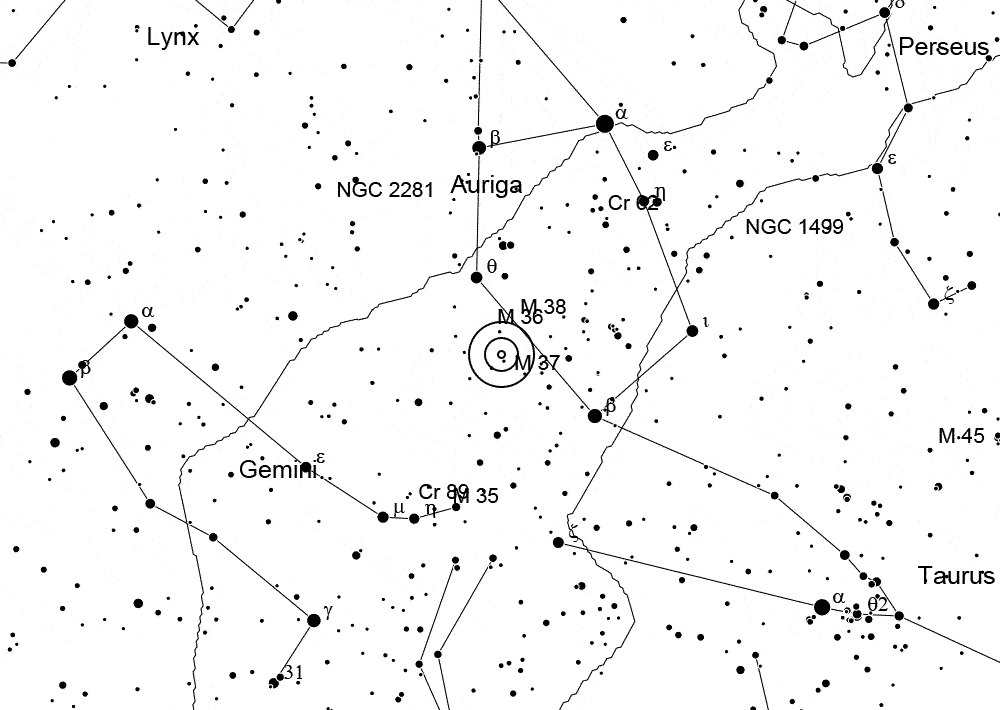 δ
Lynx
Perseus
α
β
ε
ε
NGC 2281
Auriga
η
Cr 62
NGC 1499
θ
ζ
M 38
M 36
α
ι
M 37
β
β
M 45
ε
Gemini
Cr 89
M 35
μ
η
ζ
Taurus
α
θ2
γ
31